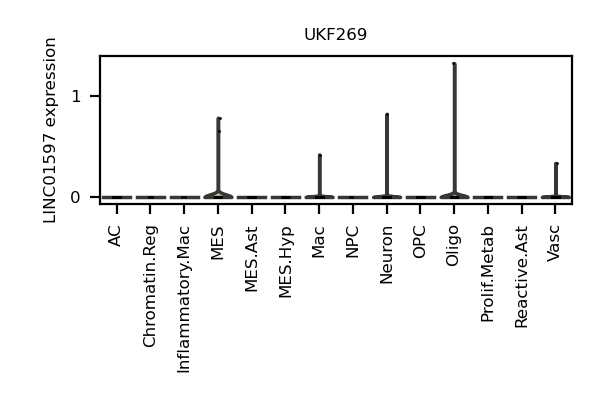 UKF269
LINC01597 expression
1
0
AC
Chromatin.Reg
Inflammatory.Mac
MES
MES.Ast
MES.Hyp
Mac
NPC
Neuron
OPC
Oligo
Prolif.Metab
Reactive.Ast
Vasc